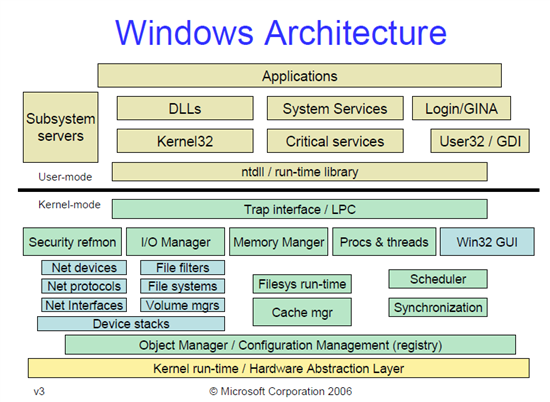 Windows Architecture
Applications
Subsystem
servers
DLLs
System Services
Login/GINA
Kernel32
Critical services
User32 / GDI
ntdll / run-time library
User-mode
Kernel-mode
Trap interface / LPC
Security refmon
I/O Manager
Memory Manger
Procs & threads
Win32 GUI
Net devices
File filters
Net protocols
File systems
Net Interfaces
Volume mgrs
Device stacks
Filesys run-time
Cache mgr
Scheduler
Synchronization
Object Manager / Configuration Management (registry)
Kernel run-time / Hardware Abstraction Layer
v3
© Microsoft Corporation 2006